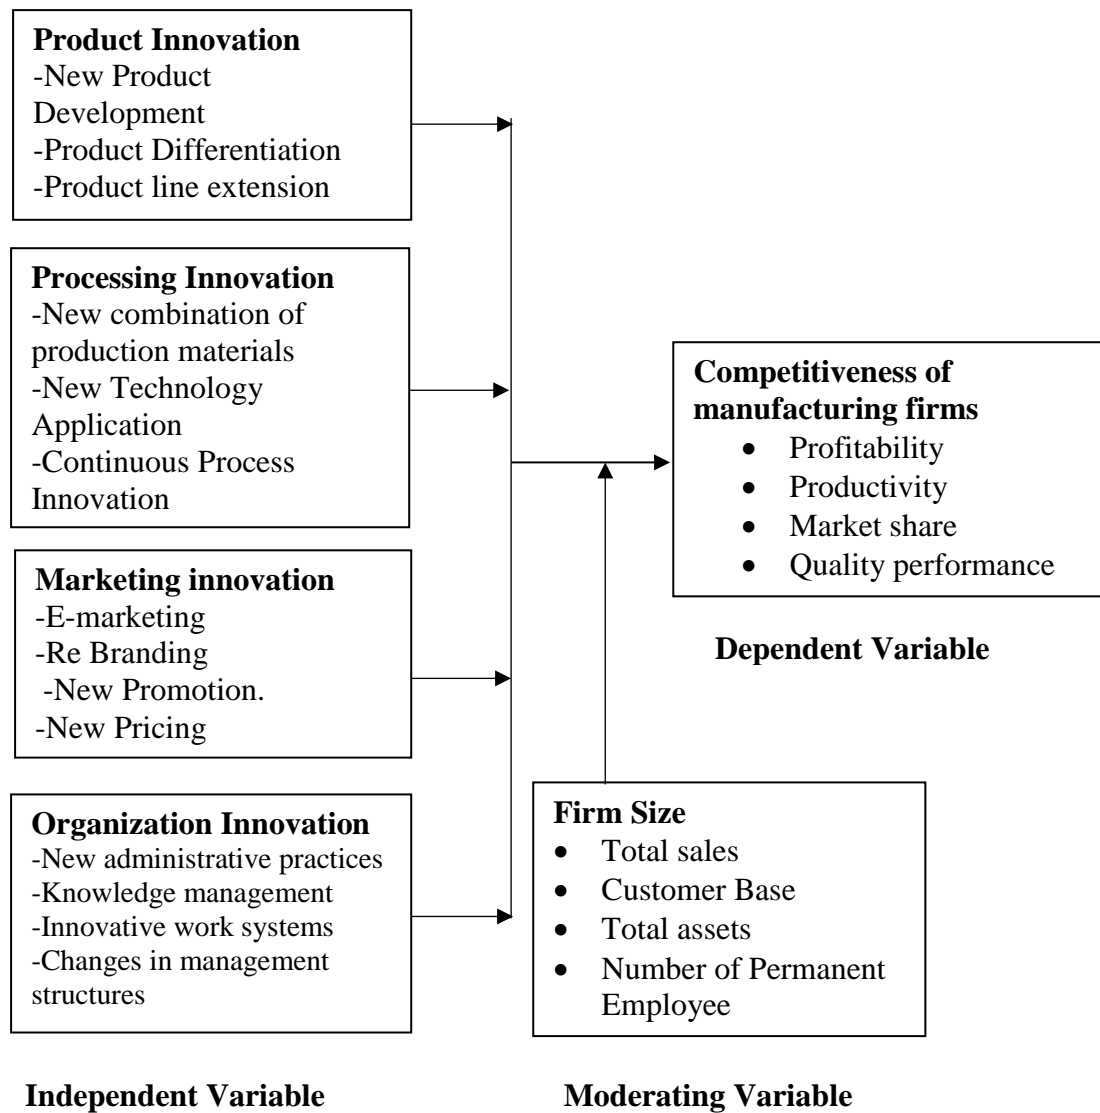 Product Innovation
-New Product
Development
-Product Differentiation
-Product line extension
Processing Innovation
-New combination of
production materials
-New Technology
Application
-Continuous Process
Innovation
Marketing innovation
-E-marketing
-Re Branding
-New Promotion.
-New Pricing
Organization Innovation
-New administrative practices
-Knowledge management
-Innovative work systems
-Changes in management
structures
Independent Variable
Competitiveness of
manufacturing firms
• Profitability
• Productivity
• Market share
• Quality performance
Dependent Variable
Firm Size
• Total sales
• Customer Base
• Total assets
• Number of Permanent
Employee
Moderating Variable